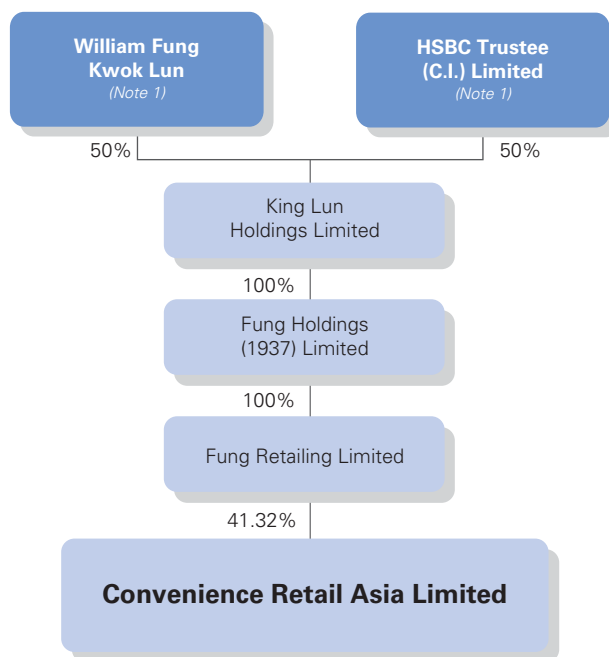 William Fung
Kwok Lun
(Note 1)
HSBC Trustee
(C.I.) Limited
(Note 1)
50%
50%
King Lun
Holdings Limited
100%
Fung Holdings
(1937) Limited
100%
Fung Retailing Limited
41.32%
Convenience Retail Asia Limited